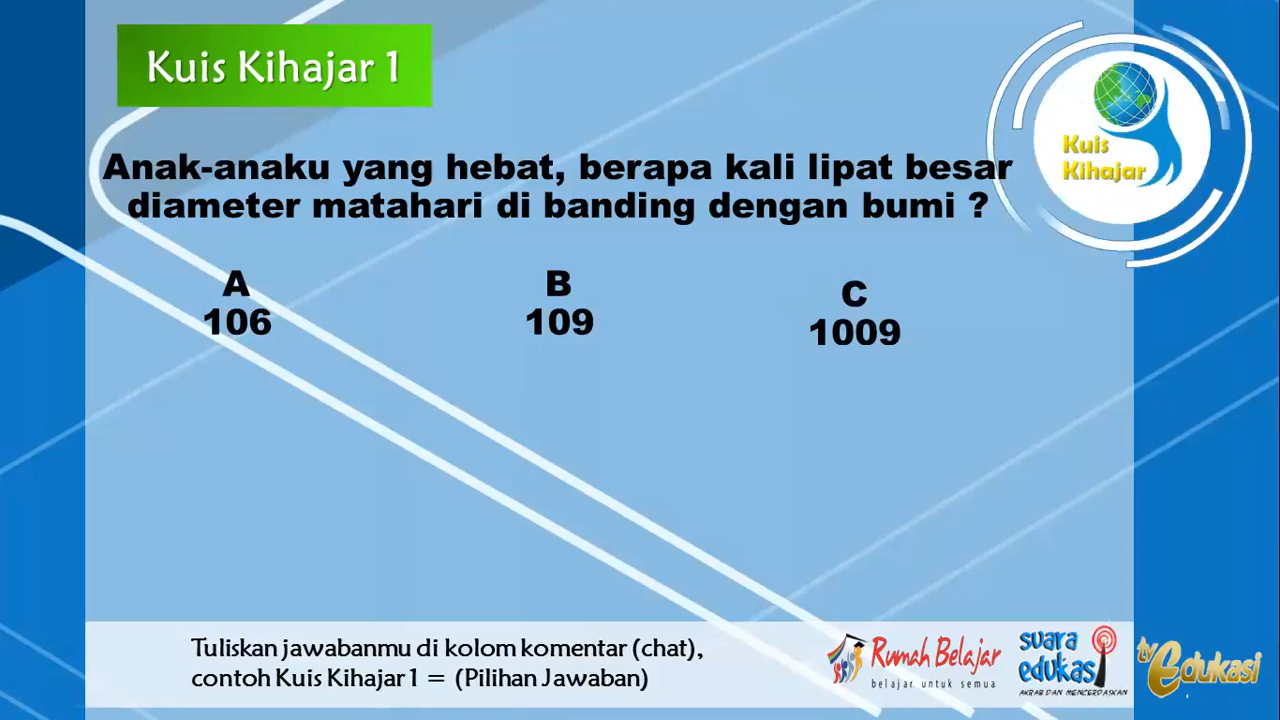 Kuis Kihajar 1
Kuis
Kihajar
Anak-anaku yang hebat, berapa kali lipat besar
diameter matahari di banding dengan bumi ?
A
106
B
109
C
1009
Tuliskan jawabanmu di kolom komentar (chat),
contoh Kuis Kihajar 1 = (Pilihan Jawaban)
Rumah Belajar
belajar untuk semua
suara
edukasi
AKRAB DAN MENCERDASKAN
tv Edukasi